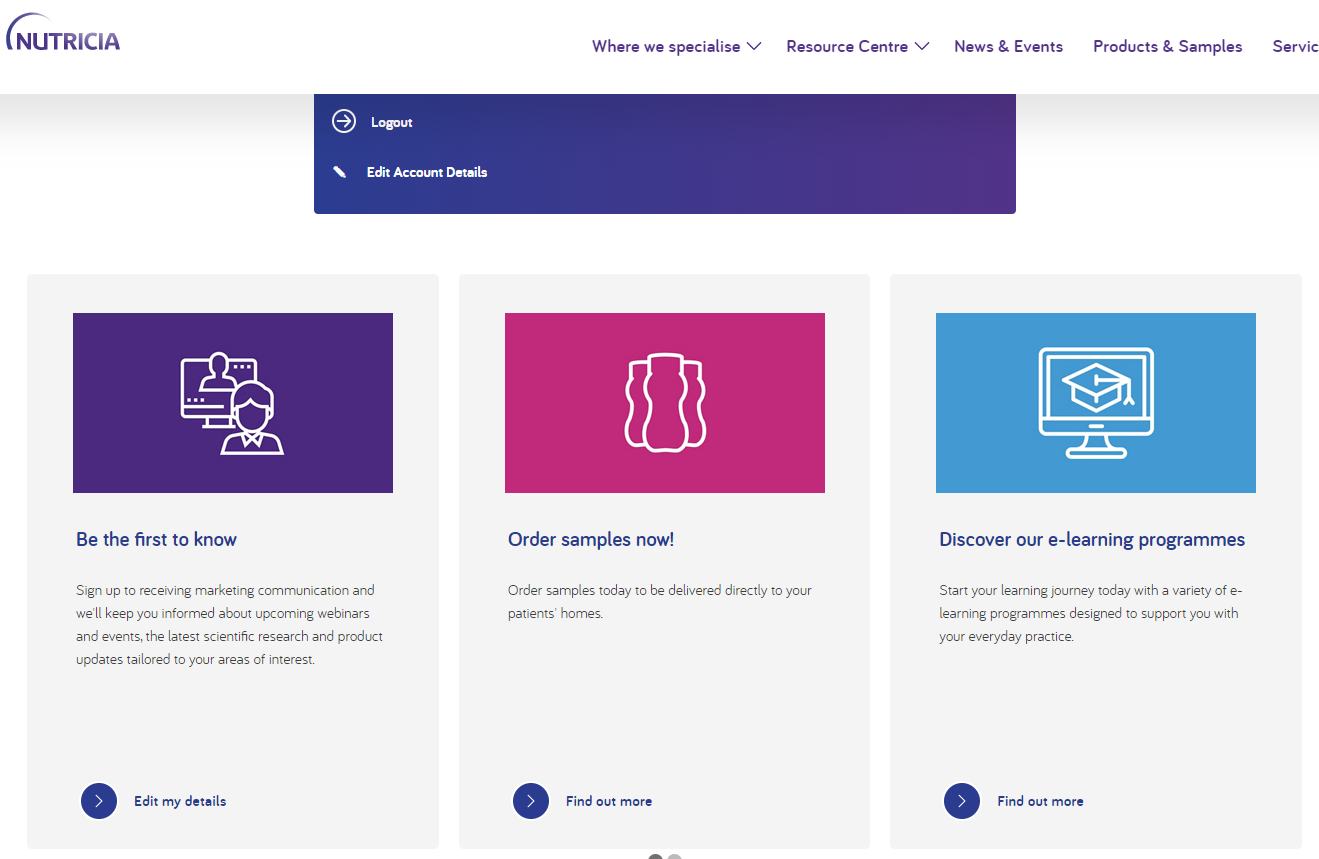 NUTRICIA
Where we specialise
Resource Centre
News & Events
Products & Samples
Servic
Logout
Edit Account Details
Be the first to know
Sign up to receiving marketing communication and
we'll keep you informed about upcoming webinars
and events, the latest scientific research and product
updates tailored to your areas of interest.
Edit my details
Order samples now!
Order samples today to be delivered directly to your
patients' homes.
Find out more
Discover our e-learning programmes
Start your learning journey today with a variety of e-
learning programmes designed to support you with
your everyday practice.
Find out more